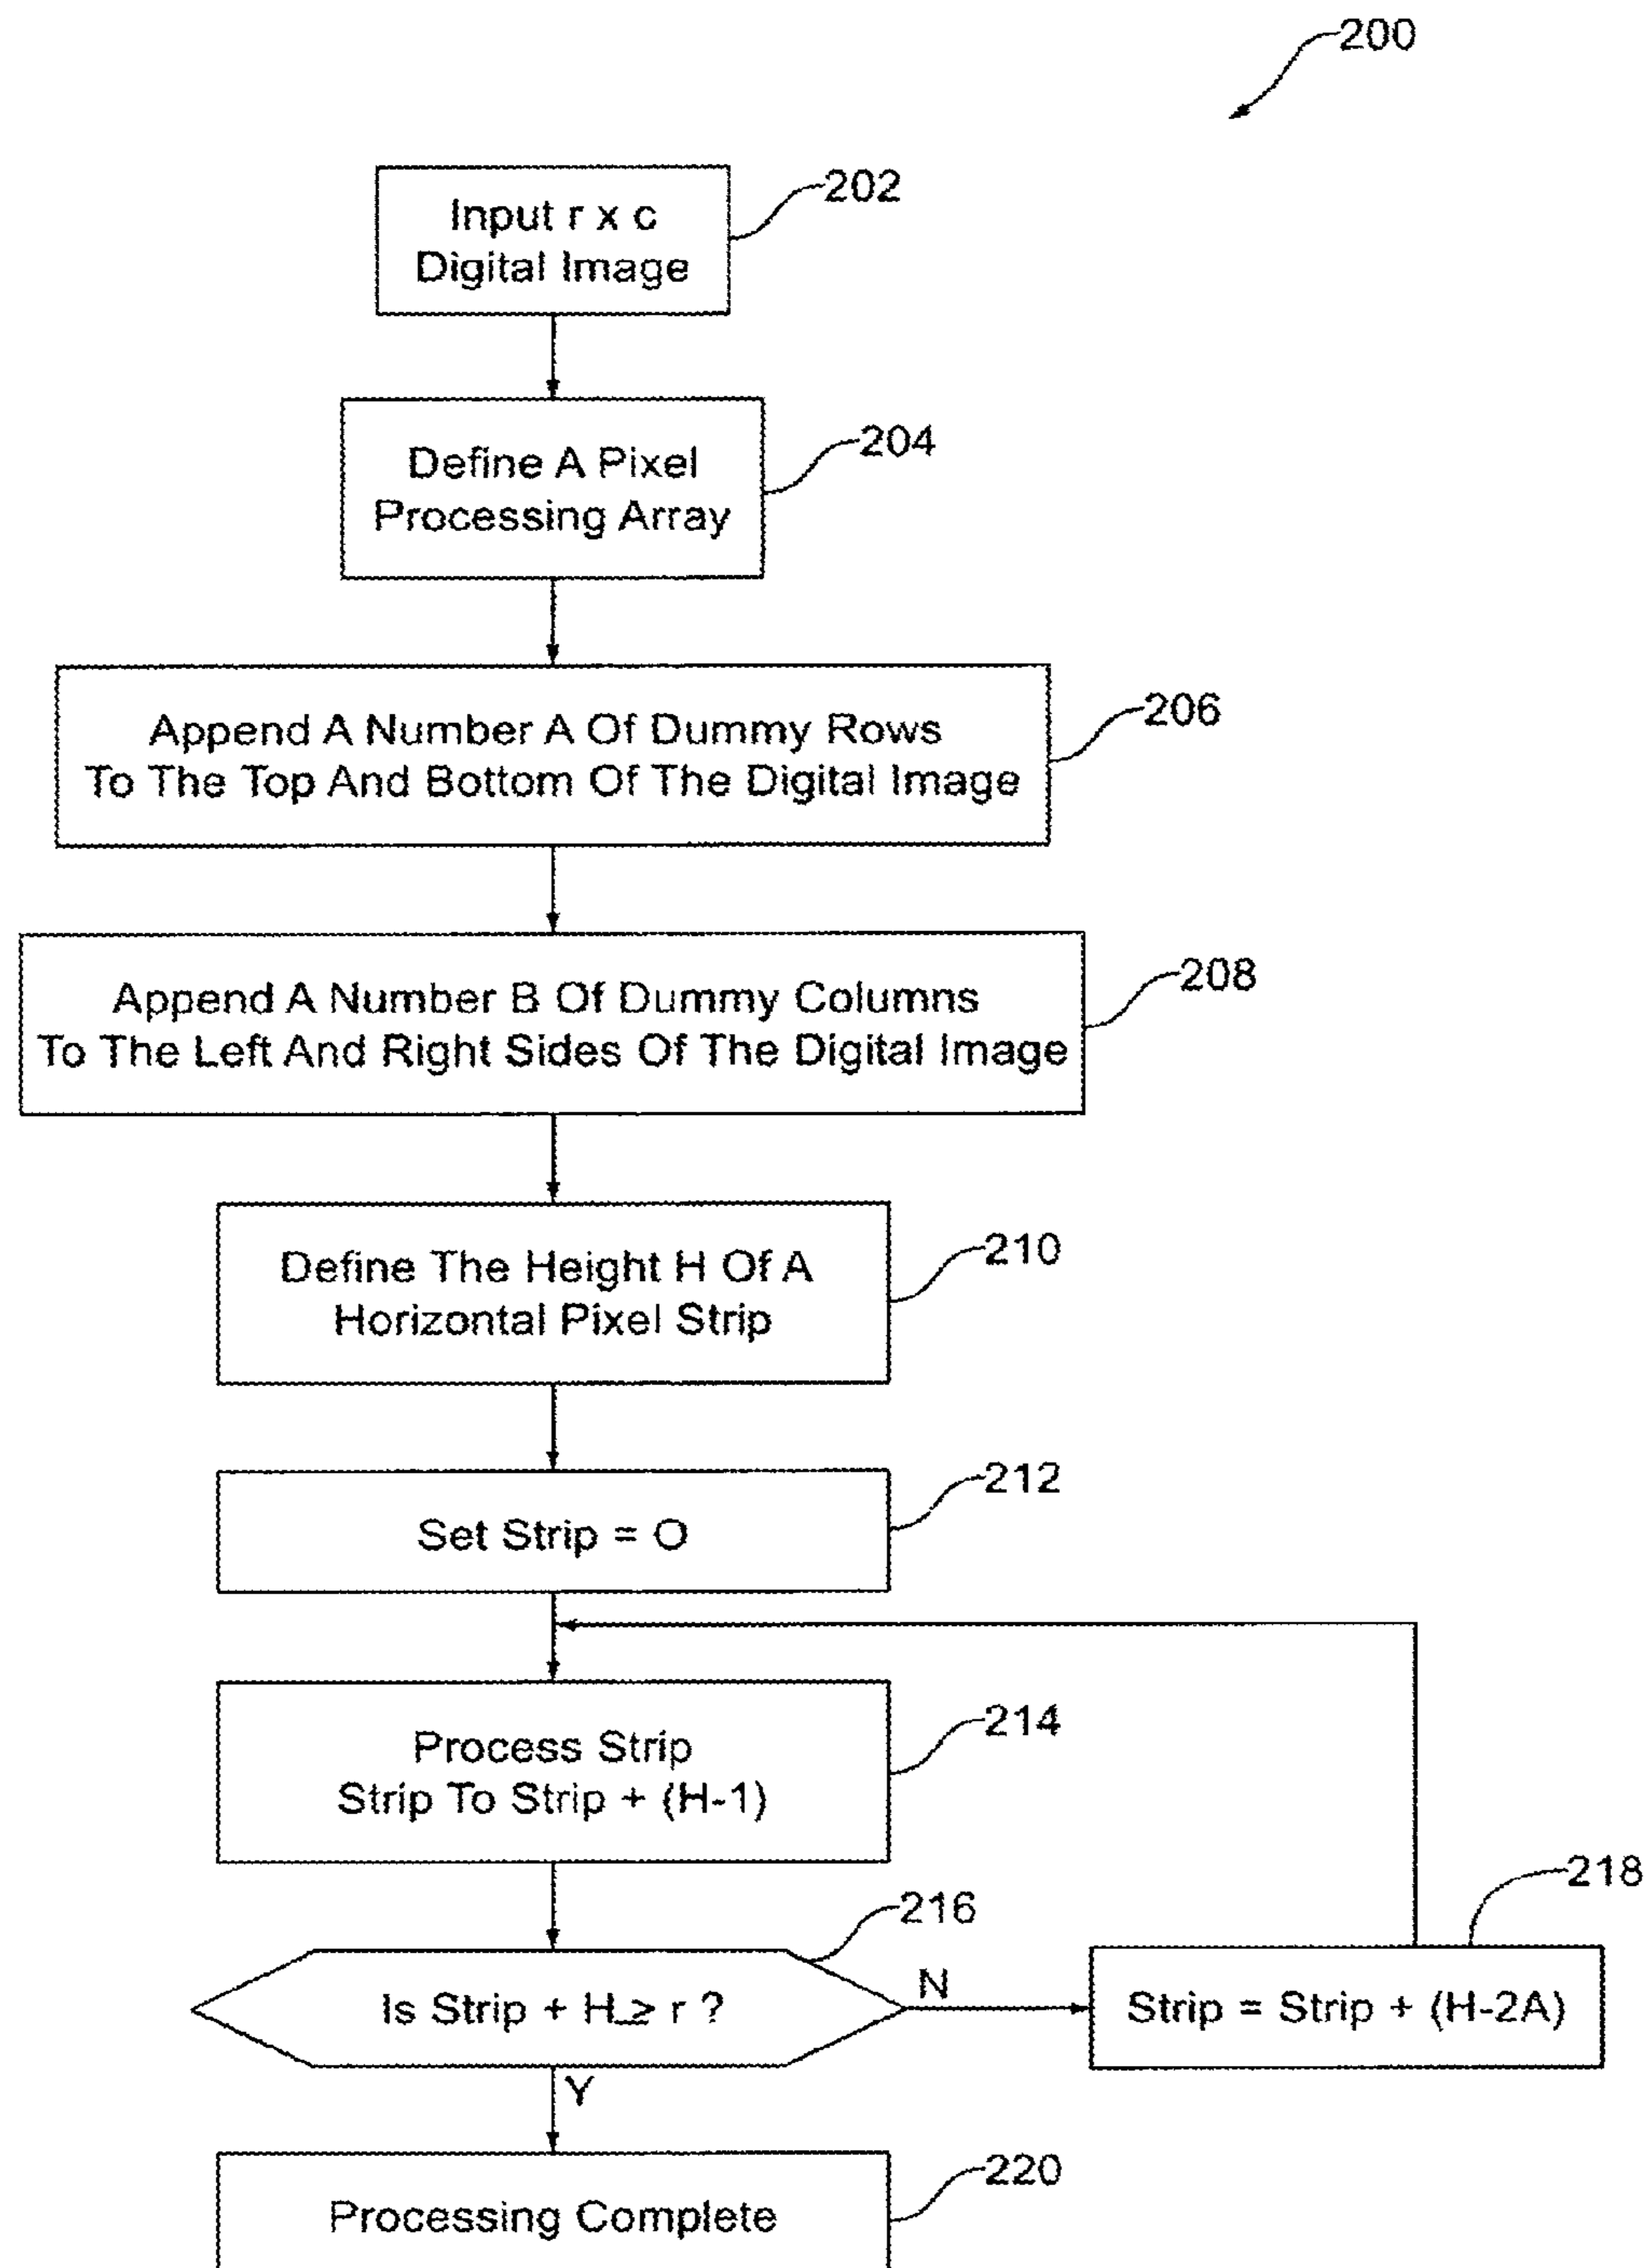 200
Input r x c
Digital Image
202
Define A Pixel
Processing Array
204
Append A Number A Of Dummy Rows
To The Top And Bottom Of The Digital Image
206
Append A Number B Of Dummy Columns
To The Left And Right Sides Of The Digital Image
208
Define The Height H Of A
Horizontal Pixel Strip
210
Set Strip = O
212
Process Strip
Strip To Strip + (H-1)
214
Is Strip + H ≥ r ?
216
N
Strip = Strip + (H-2A)
218
Y
Processing Complete
220